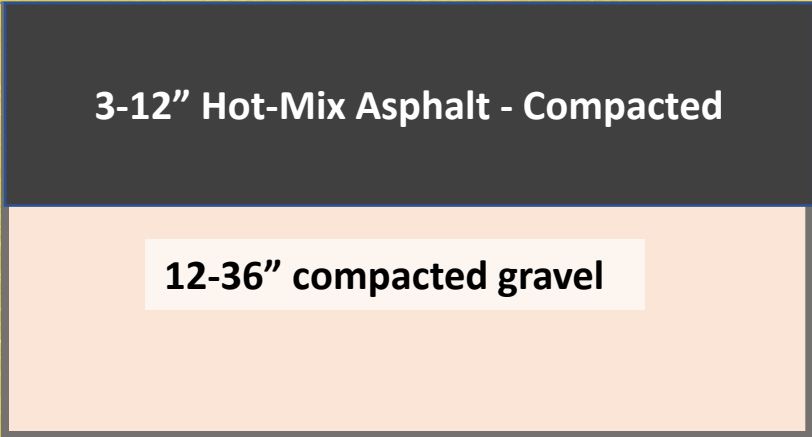 3-12” Hot-Mix Asphalt - Compacted
12-36” compacted gravel